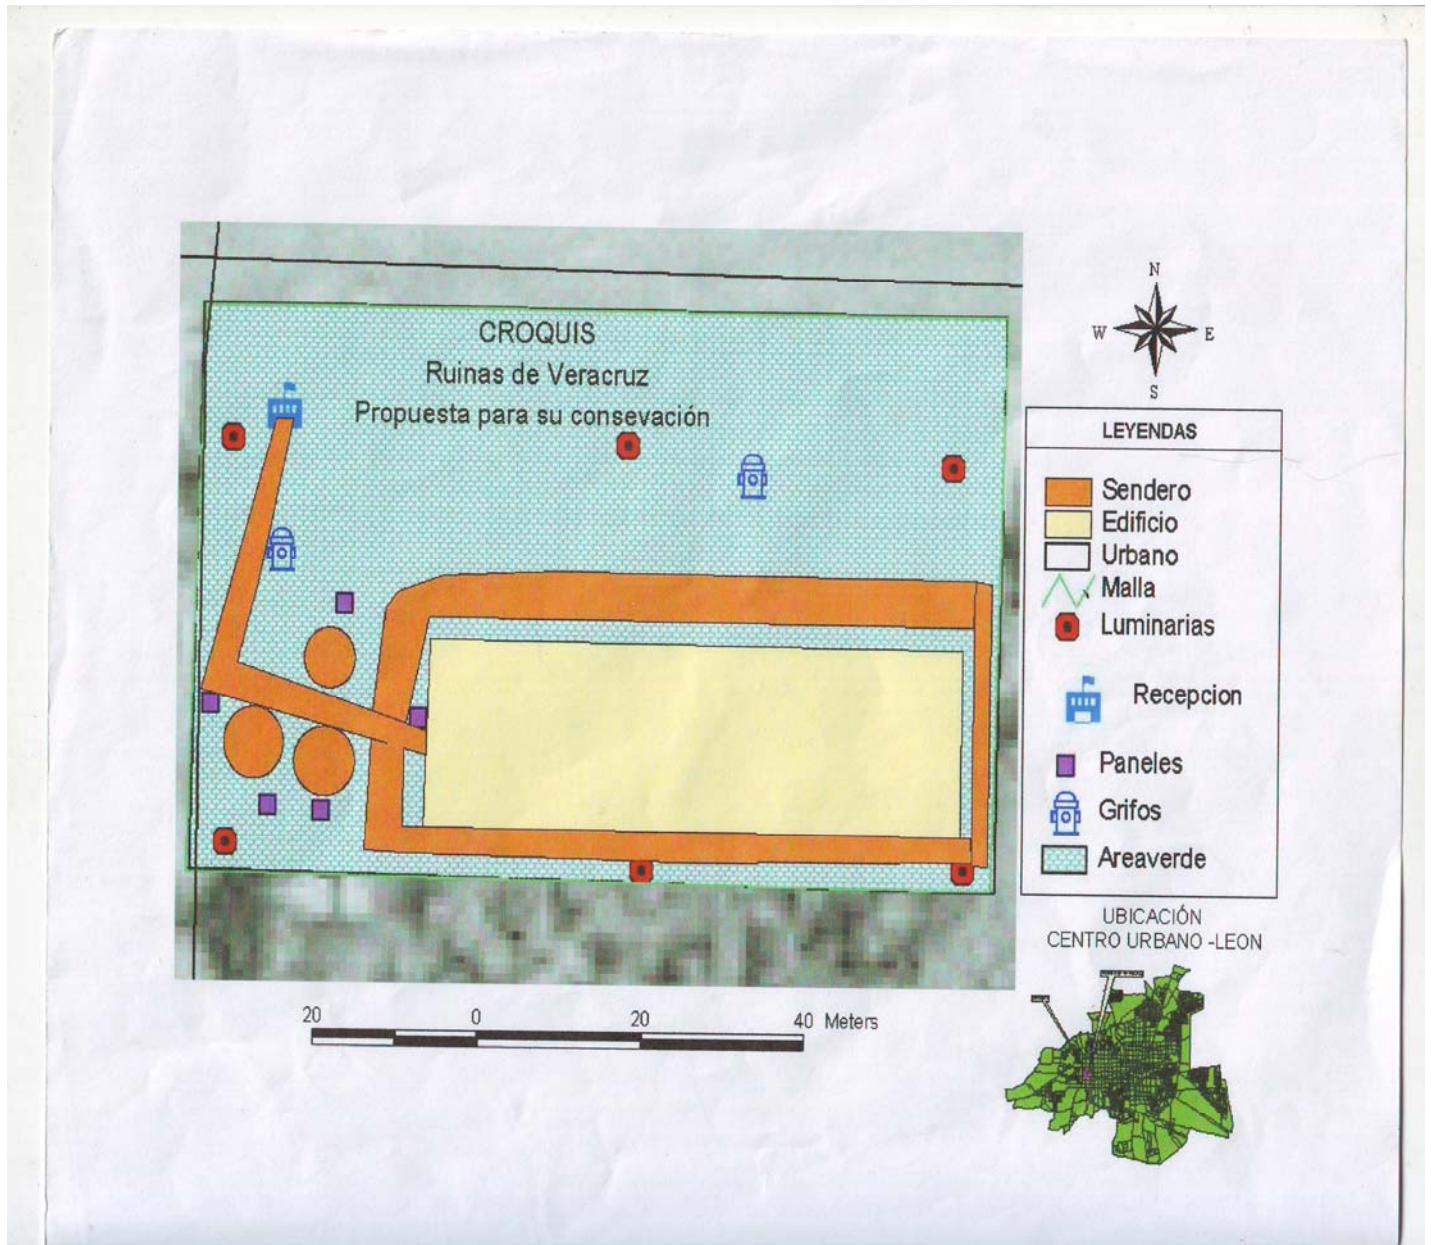 CROQUIS
Ruinas de Veracruz
Propuesta para su consevación
N
W
E
S
LEYENDAS
Sendero
Edificio
Urbano
Malla
Luminarias
Recepcion
Paneles
Grifos
Areaverde
UBICACIÓN
CENTRO URBANO -LEON
20
0
20
40 Meters